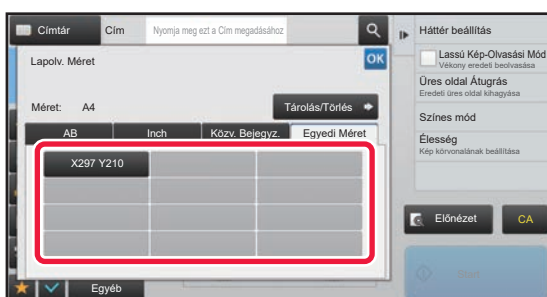 Címtár
Cím
Nyomja meg ezt a Cím megadásához
Lapolv. Méret
OK
Méret: A4
Tárolás/Törlés
AB
Inch
Közv. Bejegyz.
Egyedi Méret
X297 Y210
Egyéb
Háttér beállítás
Lassú Kép-Olvasási Mód
Vékony eredeti beolvasása
Üres oldal Átugrás
Eredeti üres oldal kihagyása
Színes mód
Élesség
Kép körvonalának beállítása
Előnézet
CA
Start